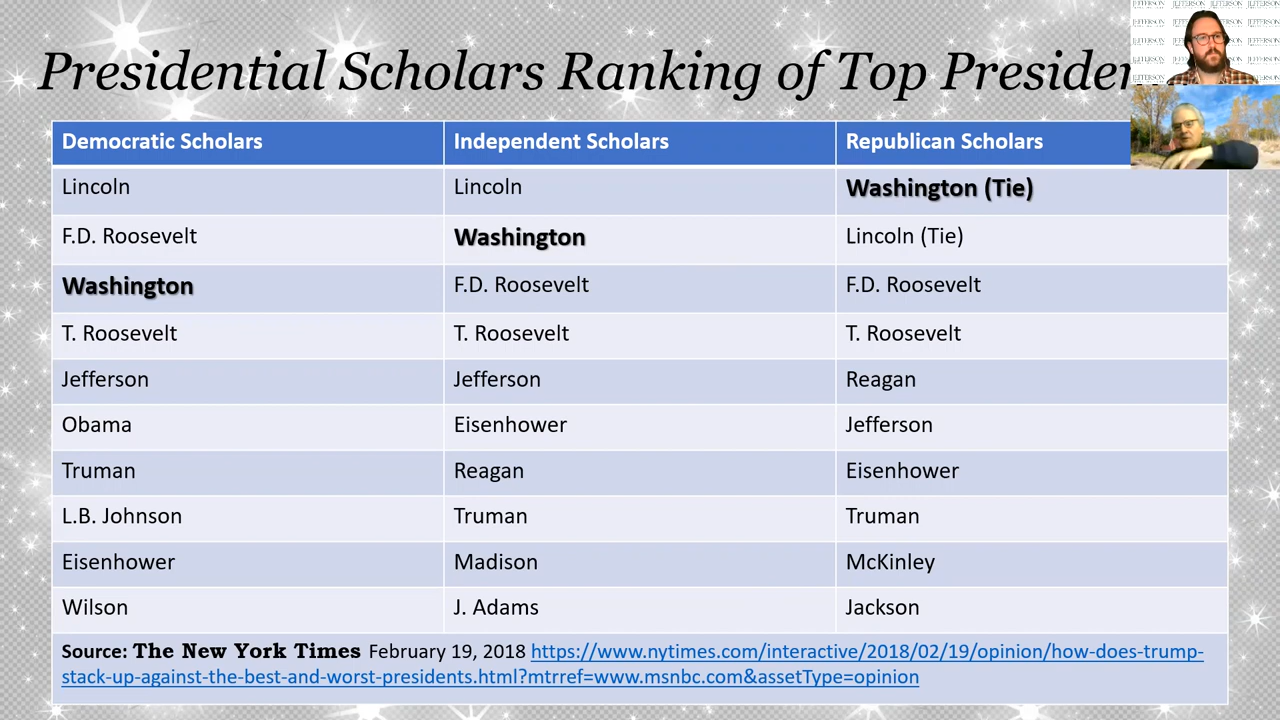 Presidential Scholars Ranking of Top Presiden
Democratic Scholars Independent Scholars Republican Scholars
Lincoln Lincoln Washington (Tie)
F.D. Roosevelt Washington Lincoln (Tie)
Washington F.D. Roosevelt F.D. Roosevelt
T. Roosevelt T. Roosevelt T. Roosevelt
Jefferson Jefferson Reagan
Obama Eisenhower Jefferson
Truman Reagan Eisenhower
L.B. Johnson Truman Truman
Eisenhower Madison McKinley
Wilson J. Adams Jackson
Source: The New York Times February 19, 2018 https://www.nytimes.com/interactive/2018/02/19/opinion/how-does-trump-
stack-up-against-the-best-and-worst-presidents.html?mtrref=www.msnbc.com&assetType=opinion